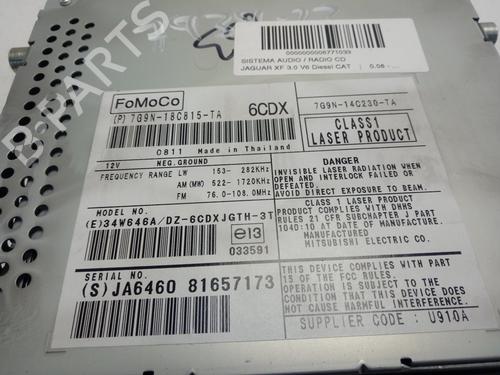 SISTEMA AUDIO / RADIO CD
JAGUAR XF 3.0 V6 Diesel CAT
0.08 - ...
FoMoCo
6CDX
(P) 7G9N-18C815-TA
7G9N-14C230-TA
CLASS1
LASER PRODUCT
0811 Made in Thailand
12V NEG.GROUND
FREQUENCY RANGE LW 153- 282KHz
AM(MW) 522- 1720KHz
FM 76.0-108.0MHz
MODEL NO.
(E)34W646A/DZ-6CDXJGTH-3T
e13
033591
SERIAL NO.
(S)JA6460 81657173
DANGER
INVISIBLE LASER RADIATION WHEN
OPEN AND INTERLOCK FAILED OR
DEFEATED.
AVOID DIRECT EXPOSURE TO BEAM.
CLASS 1 LASER PRODUCT
PRODUCT COMPLIES WITH DHHS
RULES 21 CFR SUBCHAPTER J PART
1040:10 AT DATE OF
MANUFACTURE
MITSUBISHI ELECTRIC CO.
THIS DEVICE COMPLIES WITH PART
15 OF THE FCC RULES.
OPERATION IS SUBJECT TO THE
CONDITION THAT THIS DEVICE DOES
NOT CAUSE HARMFUL INTERFERENCE.
SUPPLIER CODE : U910A